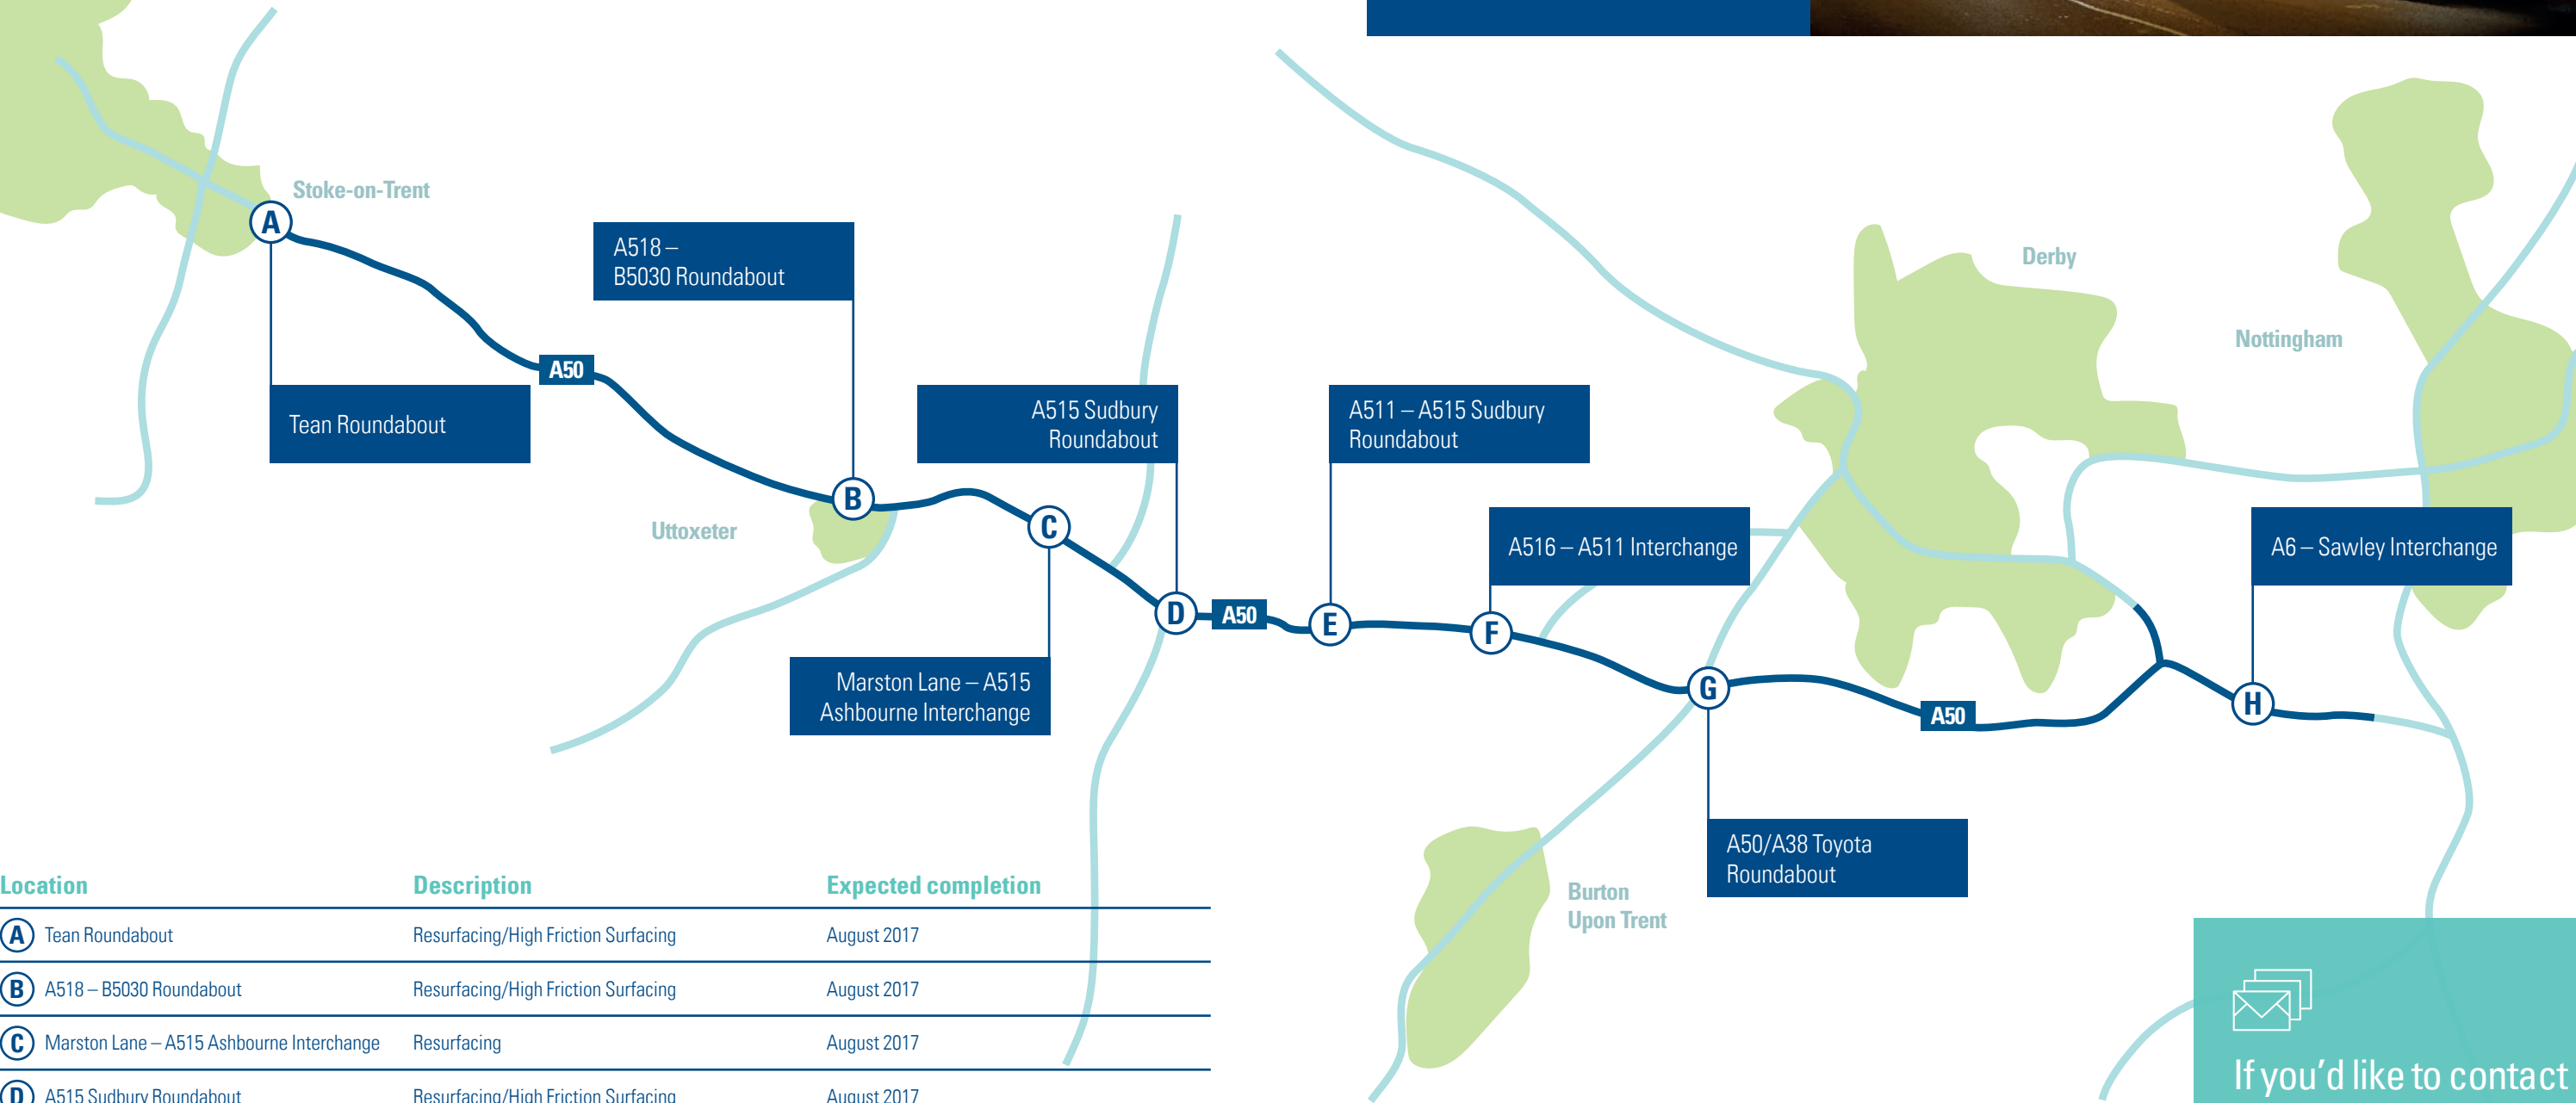 Stoke-on-Trent
A
A518 –
B5030 Roundabout
Derby
Nottingham
A50
Tean Roundabout
A515 Sudbury
Roundabout
A511 – A515 Sudbury
Roundabout
B
Uttoxeter
C
A516 – A511 Interchange
A6 – Sawley Interchange
D
A50
E
F
Marston Lane – A515
Ashbourne Interchange
G
A50
H
A50/A38 Toyota
Roundabout
Burton
Upon Trent
Location Description Expected completion
A Tean Roundabout Resurfacing/High Friction Surfacing August 2017
B A518 – B5030 Roundabout Resurfacing/High Friction Surfacing August 2017
C Marston Lane – A515 Ashbourne Interchange Resurfacing August 2017
D A515 Sudbury Roundabout Resurfacing/High Friction Surfacing August 2017
If you'd like to contact